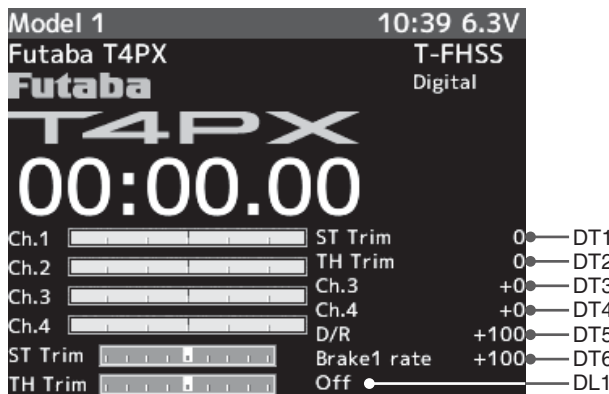 Model 1 10:39 6.3V
Futaba T4PX T-FHSS
Futaba Digital
T4PX
00:00.00
Ch.1 ST Trim 0 DT1
Ch.2 TH Trim 0 DT2
Ch.3 Ch.3 +0 DT3
Ch.4 Ch.4 +0 DT4
D/R +100 DT5
ST Trim Brake1 rate +100 DT6
TH Trim Off DL1